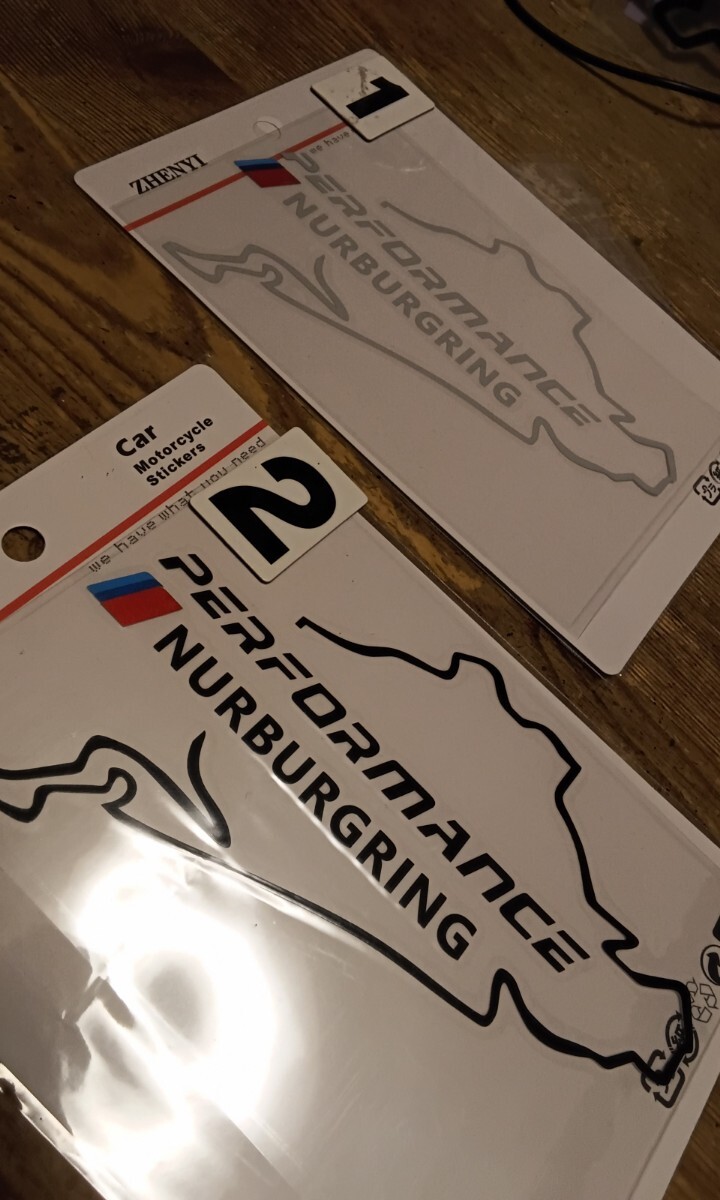 1
ZHENYI
we have
PERFORMANCE
NURBURGRING
Car
Motorcycle
Stickers
we have what you need
2
PERFORMANCE
NURBURGRING